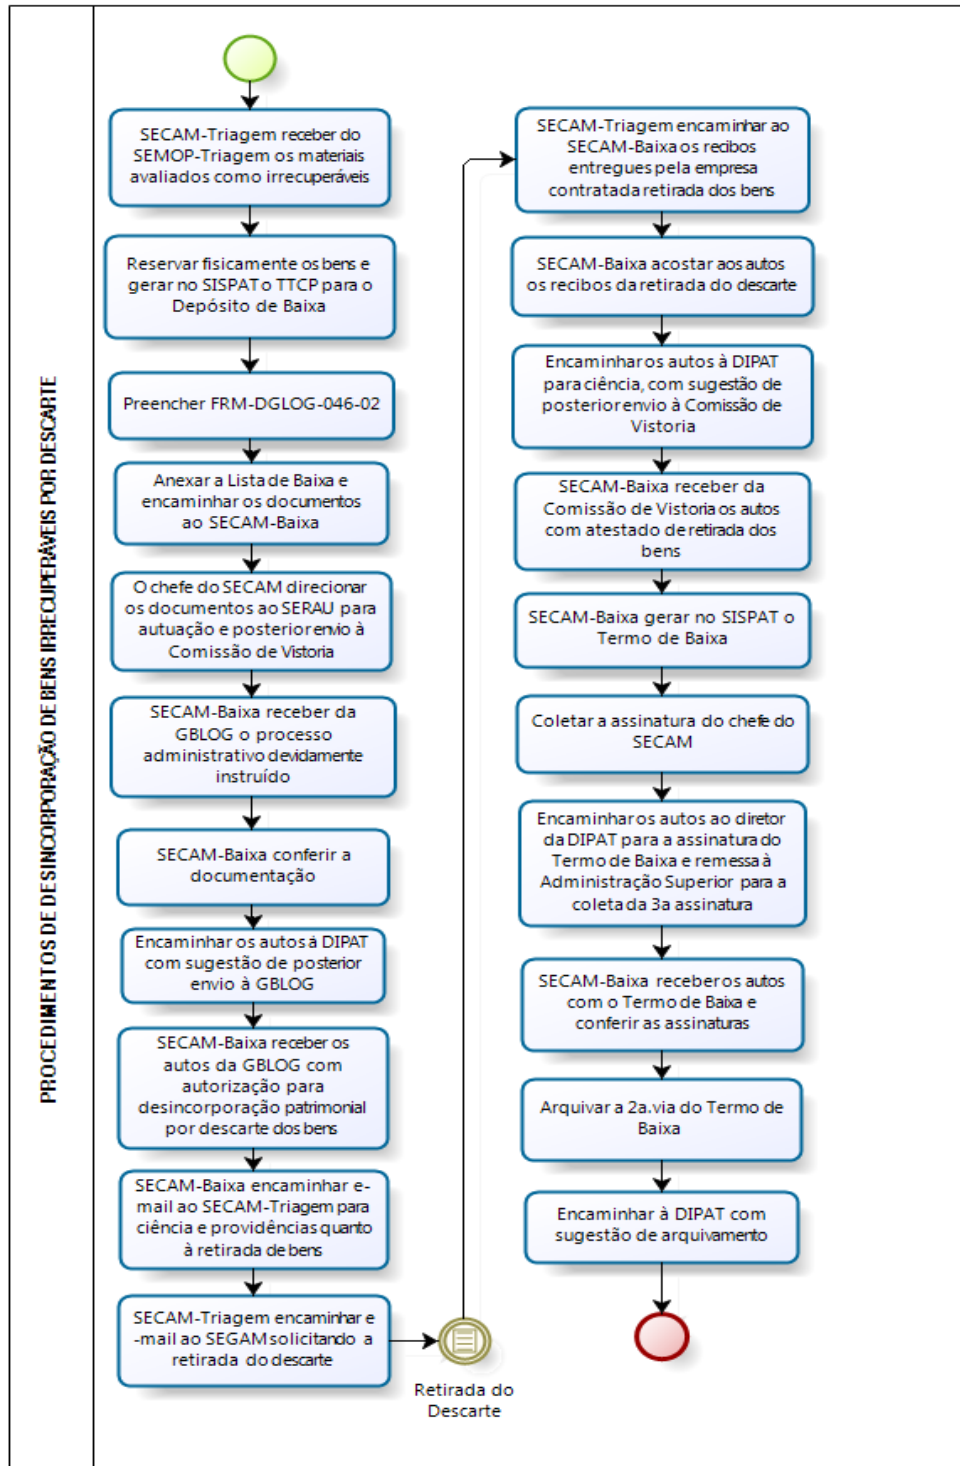 PROCEDIMENTOS DE DESINCORPORAÇÃO DE BENS IRRECUPERÁVEIS POR DESCARTE
SECAM-Triagem receber do
SEMOP-Triagem os materiais
avaliados como irrecuperáveis
Reservar fisicamente os bens e
gerar no SISPAT o TTCP para o
Depósito de Baixa
Preencher FRM-DGLOG-046-02
Anexar a Lista de Baixa e
encaminhar os documentos
ao SECAM-Baixa
O chefe do SECAM direcionar
os documentos ao SERAU para
autuação e posterior envio à
Comissão de Vistoria
SECAM-Baixa receber da
GBLOG o processo
administrativo devidamente
instruído
SECAM-Baixa conferir a
documentação
Encaminhar os autos à DIPAT
com sugestão de posterior
envio à GBLOG
SECAM-Baixa receber os
autos da GBLOG com
autorização para
desincorporação patrimonial
por descarte dos bens
SECAM-Baixa encaminhar e-
mail ao SECAM-Triagem para
ciência e providências quanto
à retirada de bens
SECAM-Triagem encaminhar e
-mail ao SEGAM solicitando a
retirada do descarte
Retirada do
Descarte
SECAM-Triagem encaminhar ao
SECAM-Baixa os recibos
entregues pela empresa
contratada retirada dos bens
SECAM-Baixa acostar aos autos
os recibos da retirada do descarte
Encaminhar os autos à DIPAT
para ciência, com sugestão de
posterior envio à Comissão de
Vistoria
SECAM-Baixa receber da
Comissão de Vistoria os autos
com atestado de retirada dos
bens
SECAM-Baixa gerar no SISPAT o
Termo de Baixa
Coletar a assinatura do chefe do
SECAM
Encaminhar os autos ao diretor
da DIPAT para a assinatura do
Termo de Baixa e remessa à
Administração Superior para a
coleta da 3a assinatura
SECAM-Baixa receber os autos
com o Termo de Baixa e
conferir as assinaturas
Arquivar a 2a.via do Termo de
Baixa
Encaminhar à DIPAT com
sugestão de arquivamento